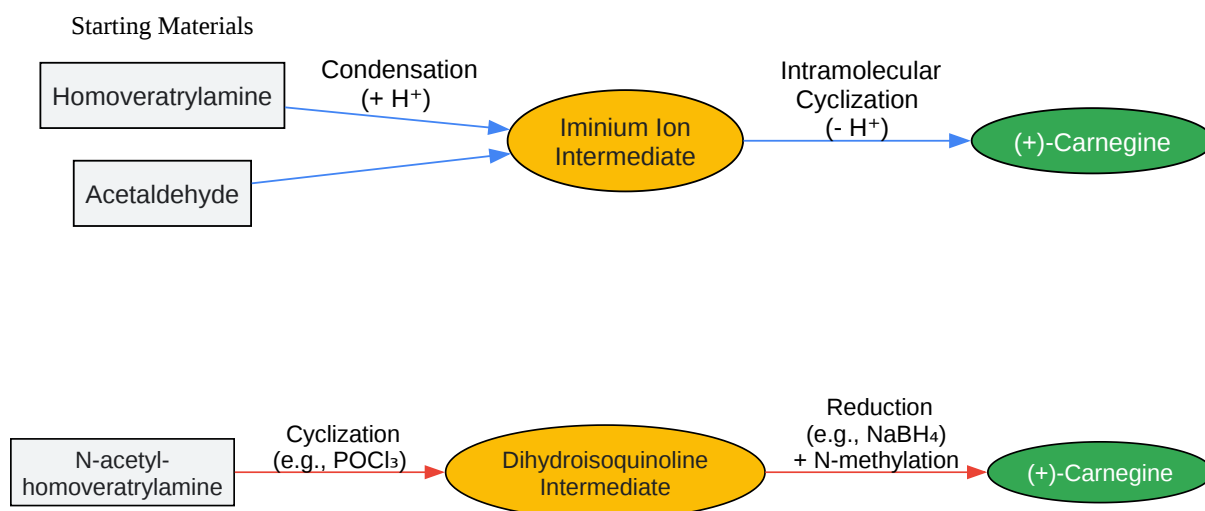 Starting Materials
Homoveratrylamine
Acetaldehyde
Condensation
(+ H⁺)
Iminium Ion
Intermediate
Intramolecular
Cyclization
(- H⁺)
(+)-Carnegine
N-acetyl-
homoveratrylamine
Cyclization
(e.g., POCl₃)
Dihydroisoquinoline
Intermediate
Reduction
(e.g., NaBH₄)
+ N-methylation
(+)-Carnegine